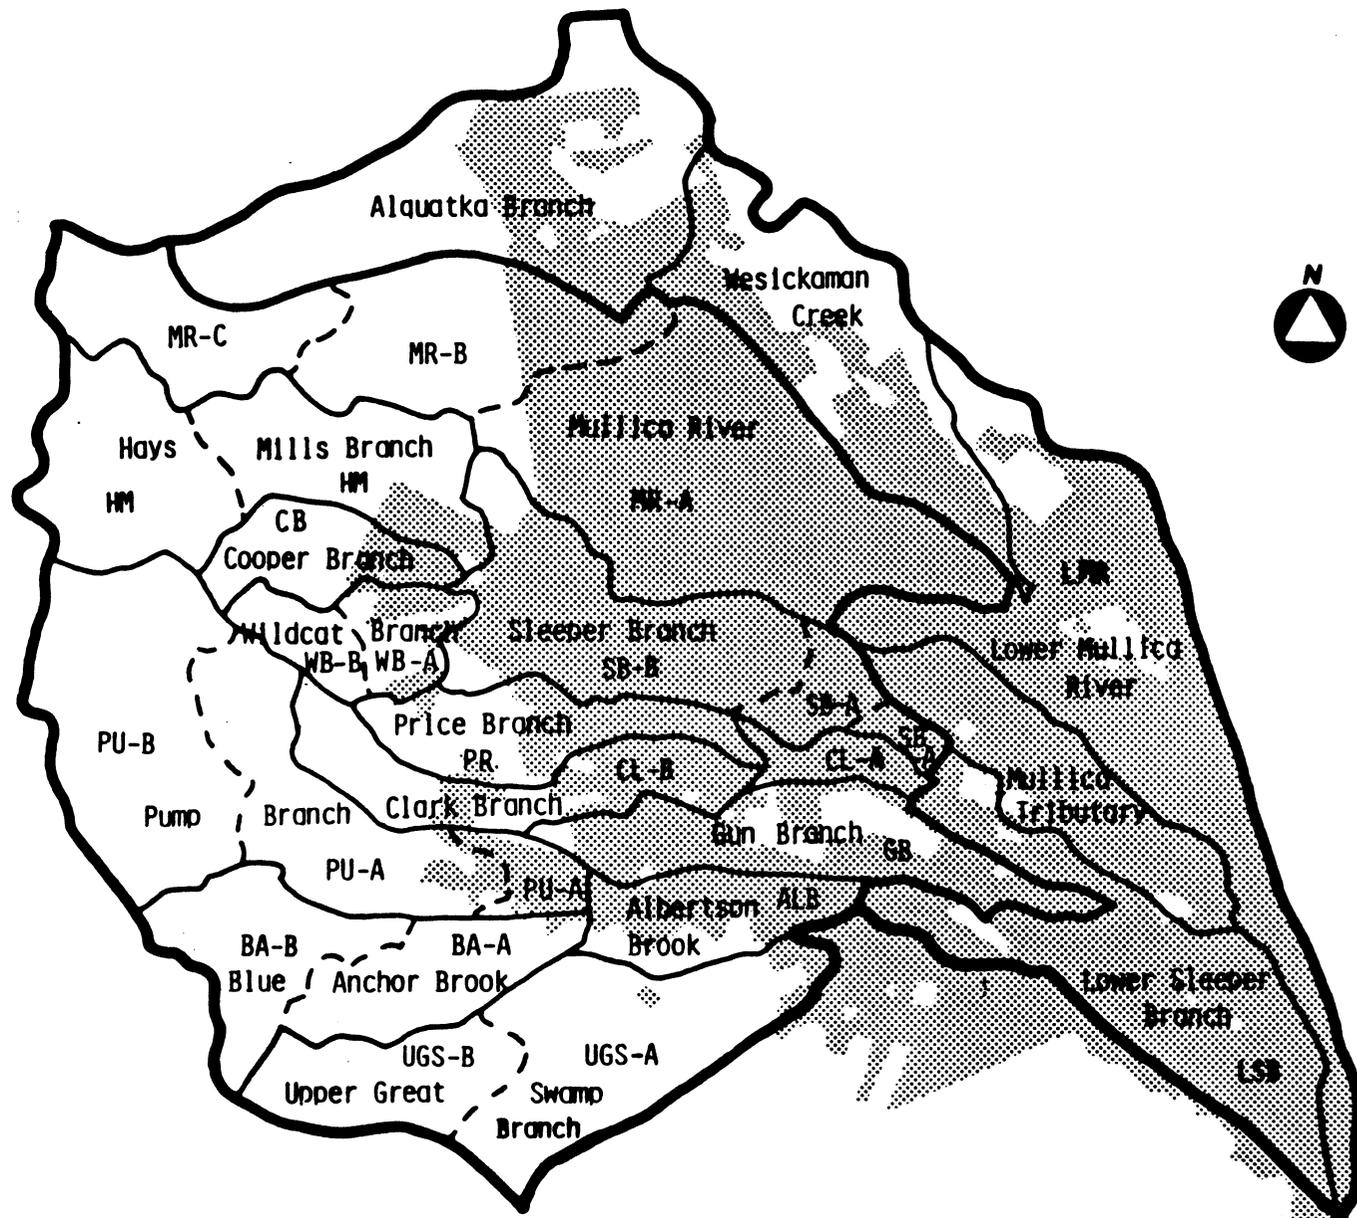 Alquatka Branch
N
Wesickaman
Creek
MR-C
MR-B
Mullica River
Hays
Mills Branch
HM
HM
MR-A
CB
Cooper Branch
LMR
Wildcat Branch
Sleeper Branch
WB-B
WB-A
SB-B
Lower Mullica
River
SB-A
Price Branch
PU-B
SB
-A
PR.
CL-B
CL-A
Mullica
Tributary
Pump Branch
Clark Branch
Gun Branch
GB
PU-A
PU-A
ALB
Albertson
Brook
BA-B
BA-A
Blue Anchor Brook
Lower Sleeper
Branch
UGS-B
UGS-A
LSB
Upper Great Swamp
Branch